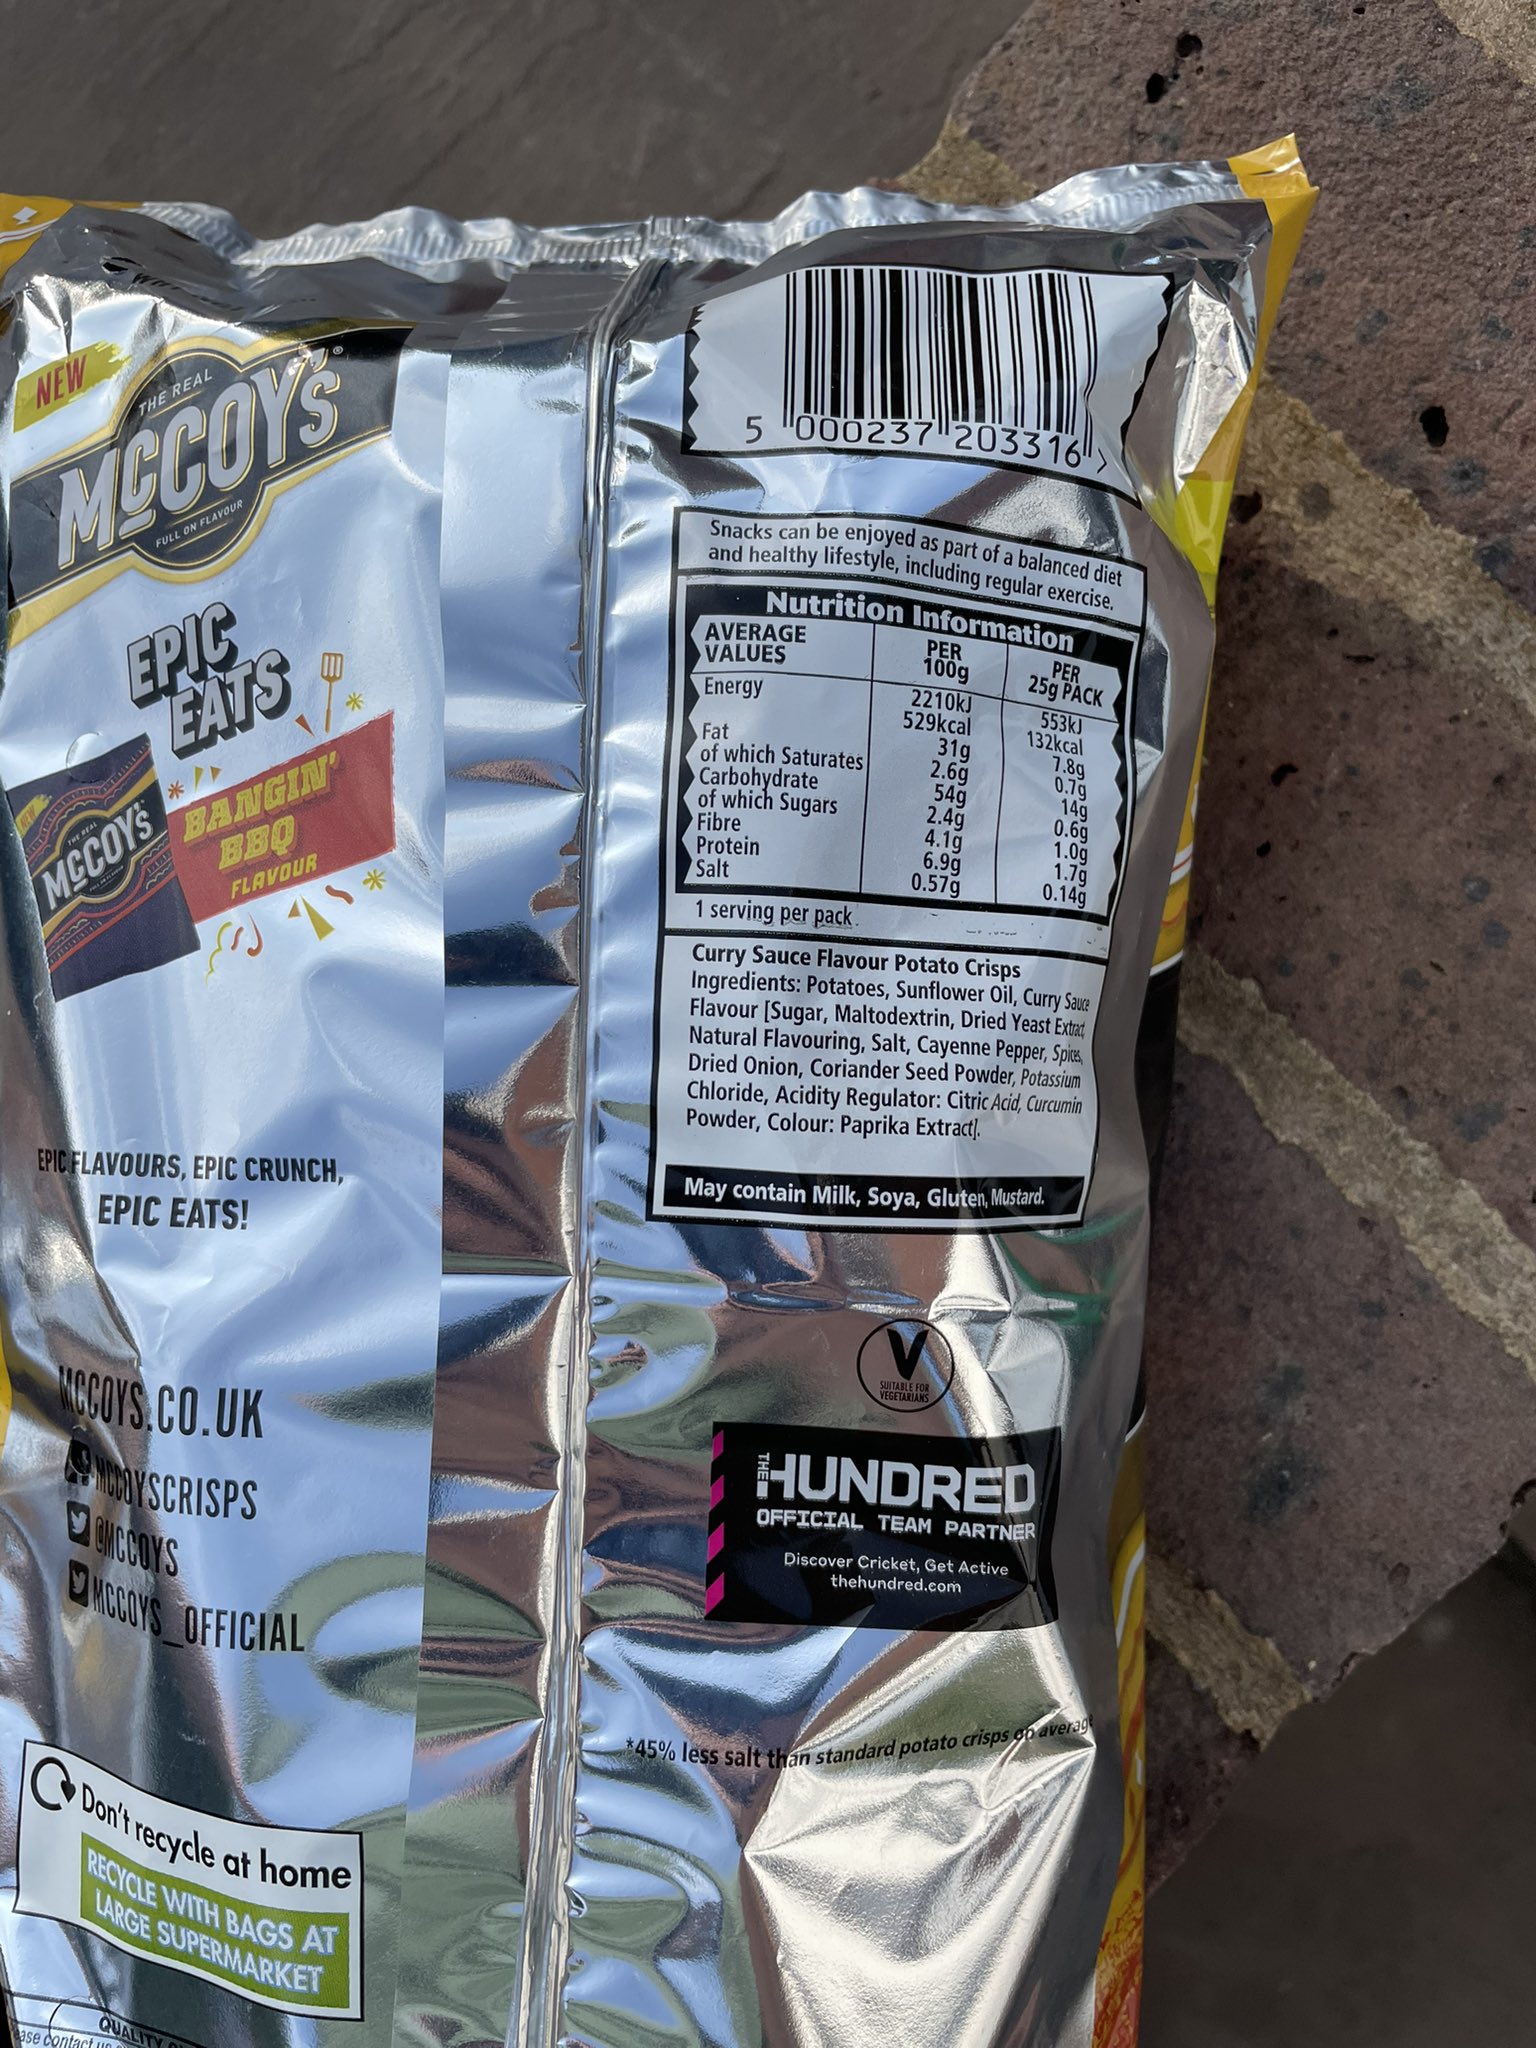 NEW
THE REAL
McCOY's
FULL ON FLAVOUR
EPIC
EATS
NEW
THE REAL
McCOY's
BANGIN'
BBQ
FLAVOUR
EPIC FLAVOURS, EPIC CRUNCH,
EPIC EATS!
MCCOYS.CO.UK
MCCOYSCRISPS
@MCCOYS
MCCOYS_OFFICIAL
Don't recycle at home
RECYCLE WITH BAGS AT
LARGE SUPERMARKET
QUALITY
contact us
5 000237 203316 >
Snacks can be enjoyed as part of a balanced diet
and healthy lifestyle, including regular exercise.
Nutrition Information
AVERAGE VALUES PER 100g PER 25g PACK
Energy 2210kJ 553kJ
529kcal 132kcal
Fat 31g 7.8g
of which Saturates 2.6g 0.7g
Carbohydrate 54g 14g
of which Sugars 2.4g 0.6g
Fibre 4.1g 1.0g
Protein 6.9g 1.7g
Salt 0.57g 0.14g
1 serving per pack
Curry Sauce Flavour Potato Crisps
Ingredients: Potatoes, Sunflower Oil, Curry Sauce
Flavour [Sugar, Maltodextrin, Dried Yeast Extract,
Natural Flavouring, Salt, Cayenne Pepper, Spices,
Dried Onion, Coriander Seed Powder, Potassium
Chloride, Acidity Regulator: Citric Acid, Curcumin
Powder, Colour: Paprika Extract].
May contain Milk, Soya, Gluten, Mustard.
V
SUITABLE FOR
VEGETARIANS
THE HUNDRED
OFFICIAL TEAM PARTNER
Discover Cricket, Get Active
thehundred.com
*45% less salt than standard potato crisps on average